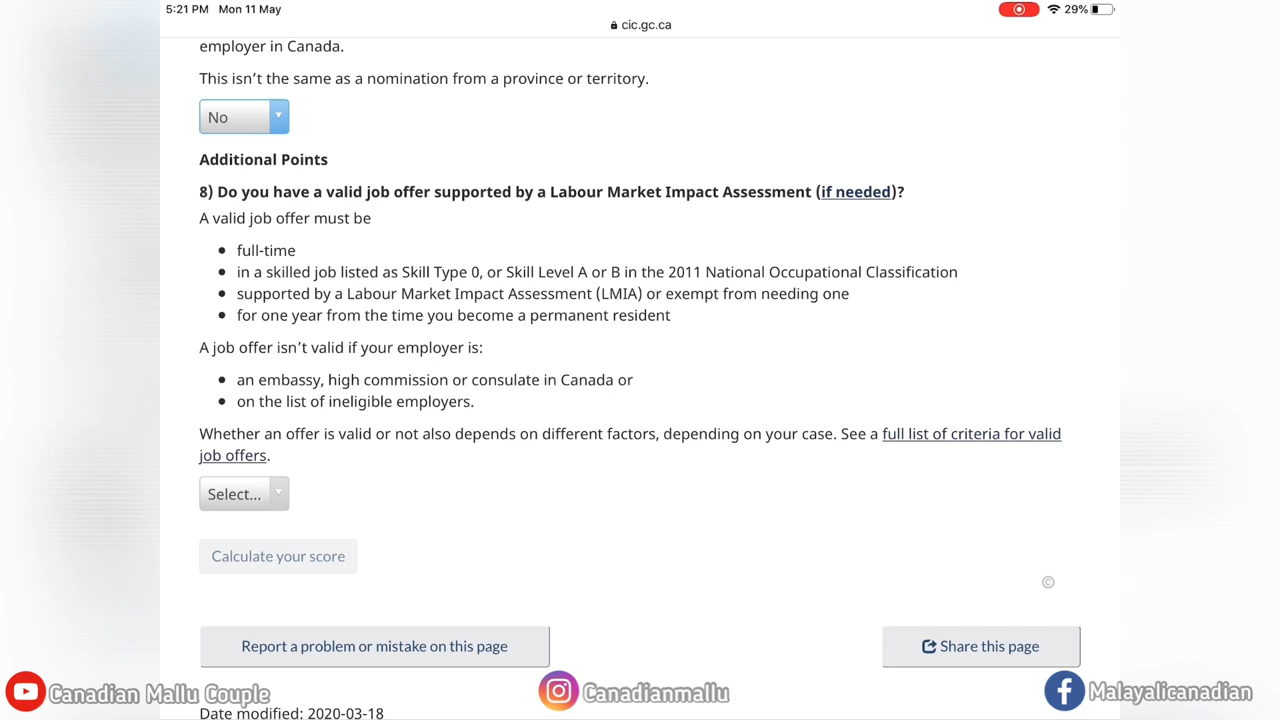 5:21 PM Mon 11 May
29%
cic.gc.ca
employer in Canada.
This isn't the same as a nomination from a province or territory.
No
Additional Points
8) Do you have a valid job offer supported by a Labour Market Impact Assessment (if needed)?
A valid job offer must be
• full-time
• in a skilled job listed as Skill Type 0, or Skill Level A or B in the 2011 National Occupational Classification
• supported by a Labour Market Impact Assessment (LMIA) or exempt from needing one
• for one year from the time you become a permanent resident
A job offer isn't valid if your employer is:
• an embassy, high commission or consulate in Canada or
• on the list of ineligible employers.
Whether an offer is valid or not also depends on different factors, depending on your case. See a full list of criteria for valid
job offers.
Select...
Calculate your score
©
Report a problem or mistake on this page
Share this page
Canadian Mallu Couple
Canadianmallu
Malayalicanadian
Date modified: 2020-03-18